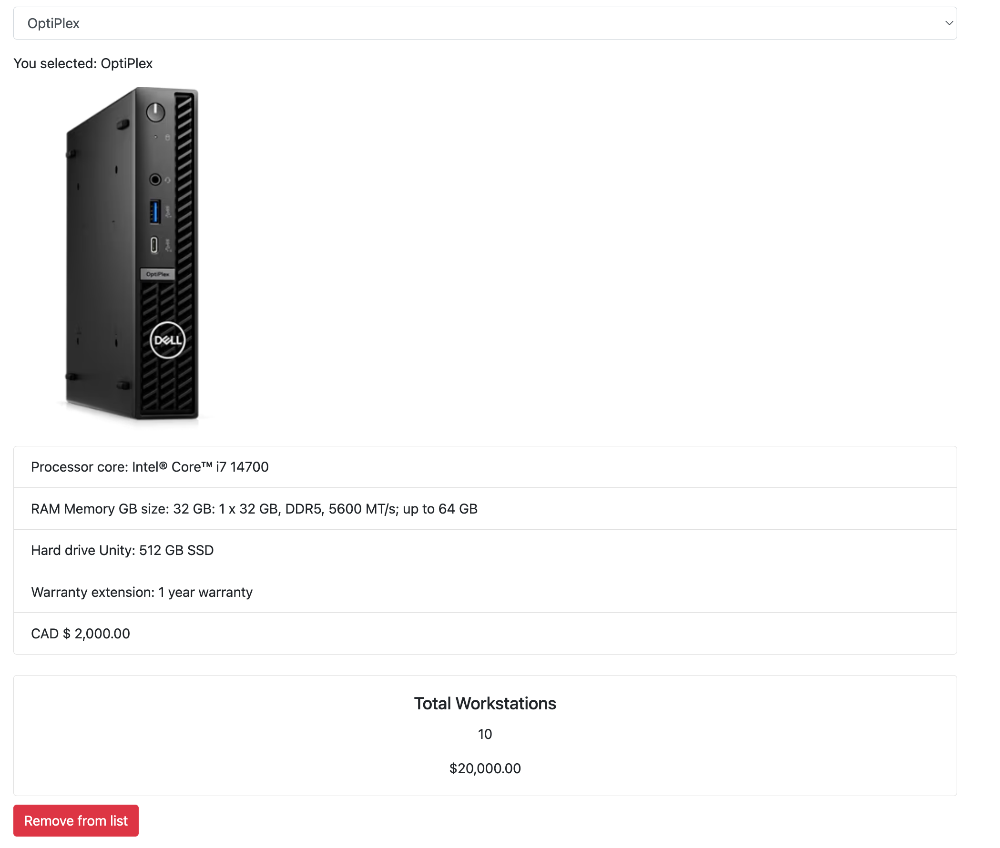 OptiPlex
You selected: OptiPlex
OptiPlex
DELL
Processor core: Intel® Core™ i7 14700
RAM Memory GB size: 32 GB: 1 x 32 GB, DDR5, 5600 MT/s; up to 64 GB
Hard drive Unity: 512 GB SSD
Warranty extension: 1 year warranty
CAD $ 2,000.00
Total Workstations
10
$20,000.00
Remove from list